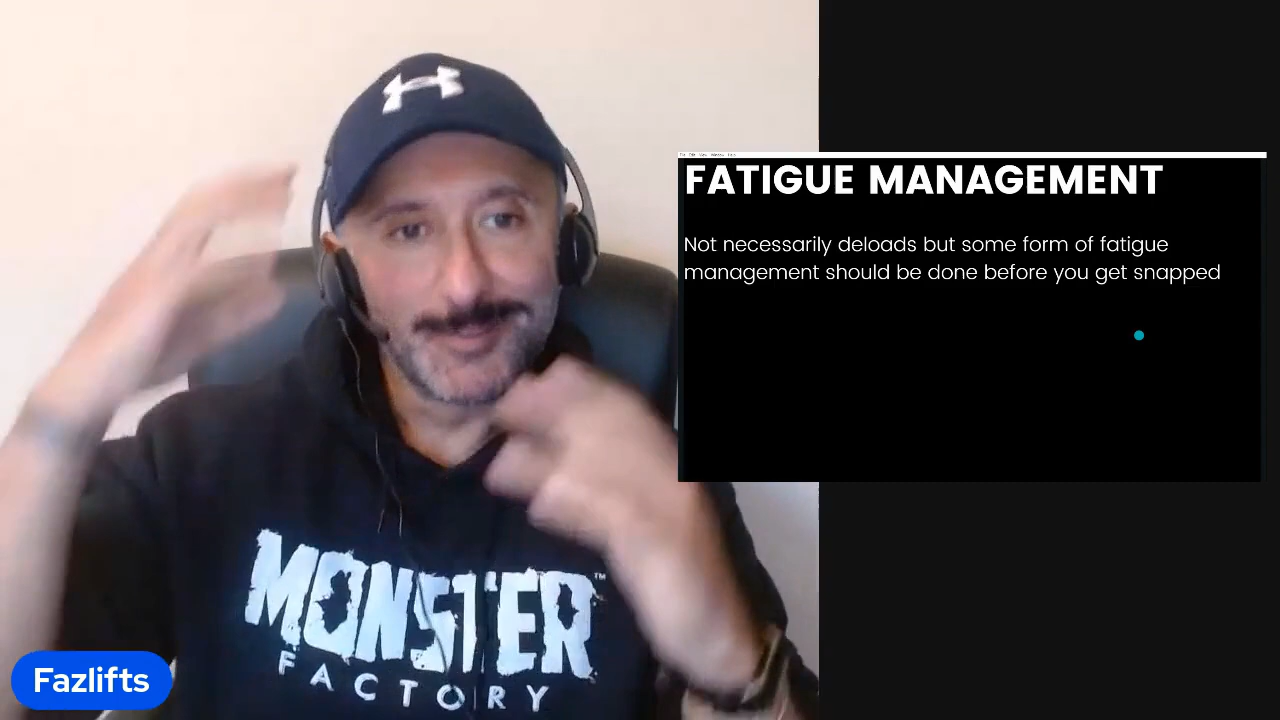 FATIGUE MANAGEMENT
Not necessarily deloads but some form of fatigue
management should be done before you get snapped
MONSTER™
FACTORY
Fazlifts